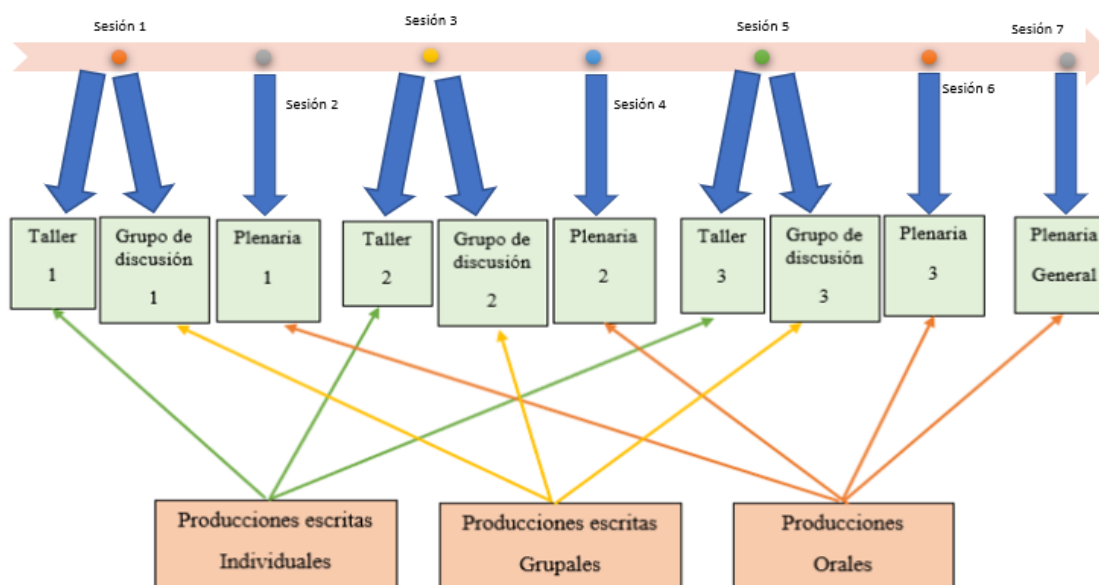 Sesión 1
Sesión 3
Sesión 5
Sesión 7
Sesión 2
Sesión 4
Sesión 6
Taller
1
Grupo de
discusión
1
Plenaria
1
Taller
2
Grupo de
discusión
2
Plenaria
2
Taller
3
Grupo de
discusión
3
Plenaria
3
Plenaria
General
Producciones escritas
Individuales
Producciones escritas
Grupales
Producciones
Orales